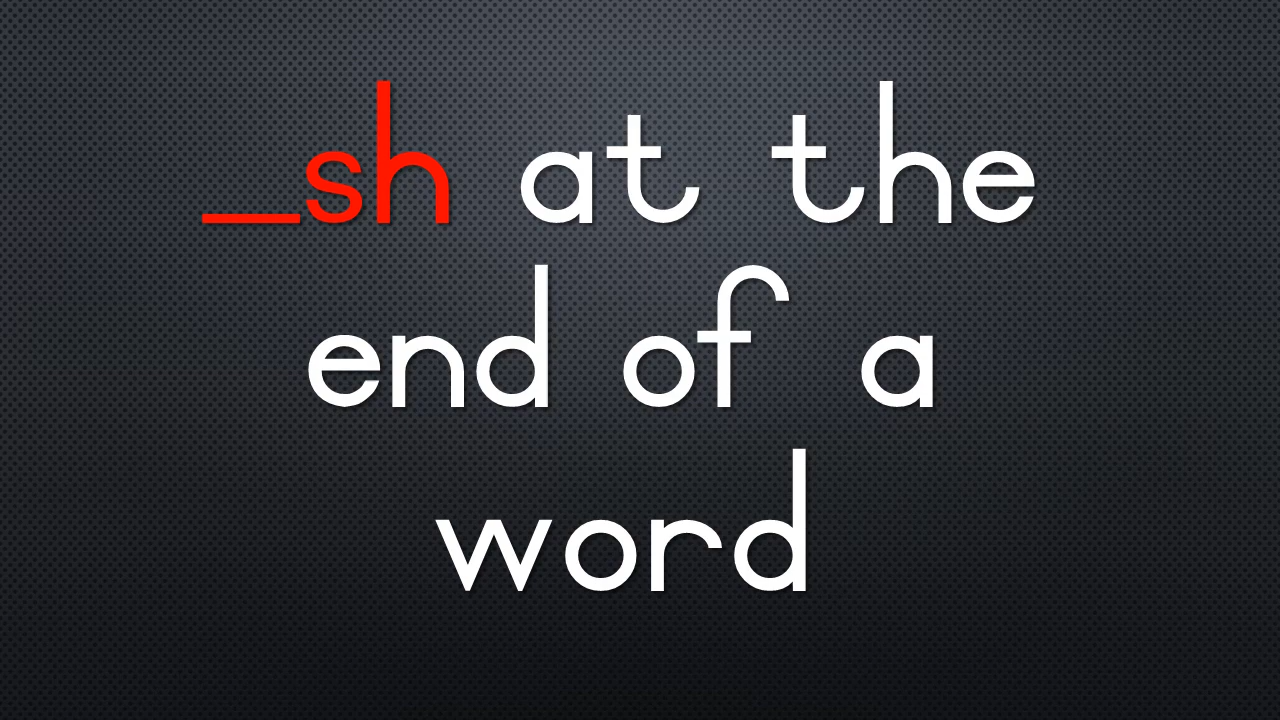 _sh at the
end of a
word